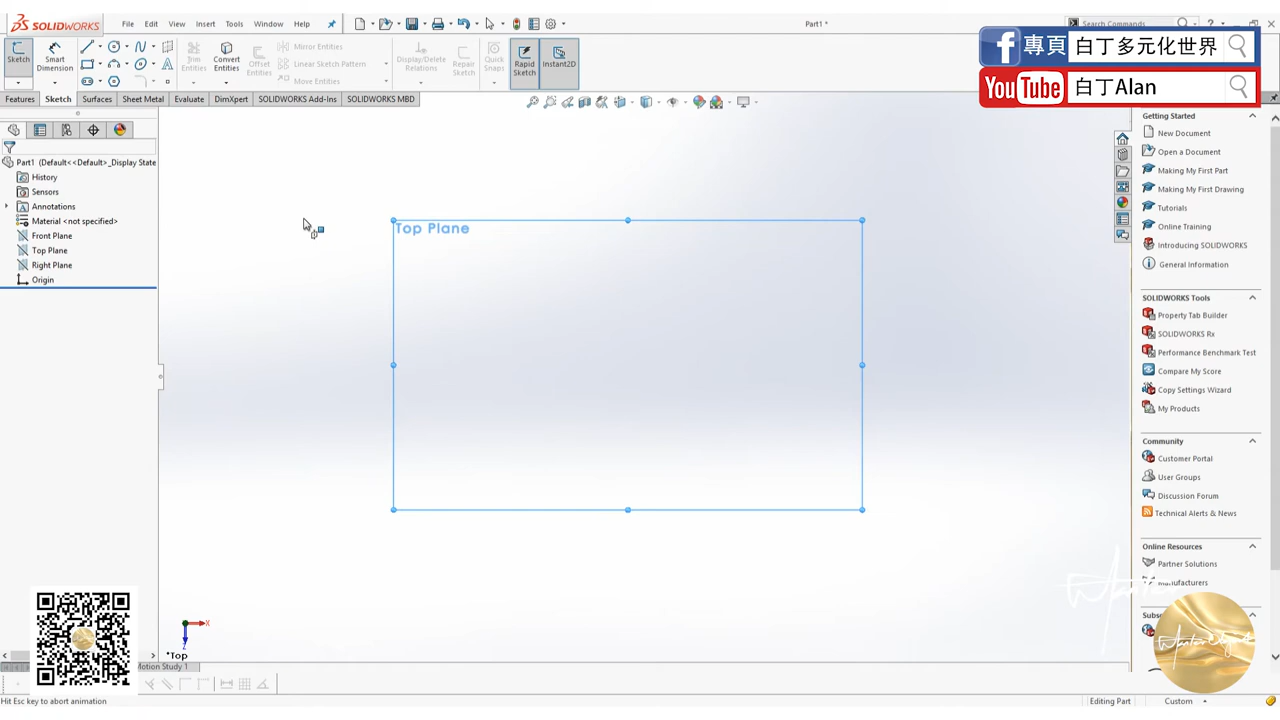 SOLIDWORKS
File
Edit
View
Insert
Tools
Window
Help
Part1 *
Search Commands
專頁
白丁多元化世界
YouTube
白丁Alan
Sketch
Smart Dimension
Trim Entities
Convert Entities
Offset Entities
Mirror Entities
Linear Sketch Pattern
Move Entities
Display/Delete Relations
Repair Sketch
Quick Snaps
Rapid Sketch
Instant2D
Features
Sketch
Surfaces
Sheet Metal
Evaluate
DimXpert
SOLIDWORKS Add-Ins
SOLIDWORKS MBD
Part1 (Default<<Default>_Display State
History
Sensors
Annotations
Material <not specified>
Front Plane
Top Plane
Right Plane
Origin
Top Plane
X
Z
*Top
Getting Started
New Document
Open a Document
Making My First Part
Making My First Drawing
Tutorials
Online Training
Introducing SOLIDWORKS
General Information
SOLIDWORKS Tools
Property Tab Builder
SOLIDWORKS Rx
Performance Benchmark Test
Compare My Score
Copy Settings Wizard
My Products
Community
Customer Portal
User Groups
Discussion Forum
Technical Alerts & News
Online Resources
Partner Solutions
Manufacturers
Motion Study 1
Hit Esc key to abort animation
Editing Part
Custom